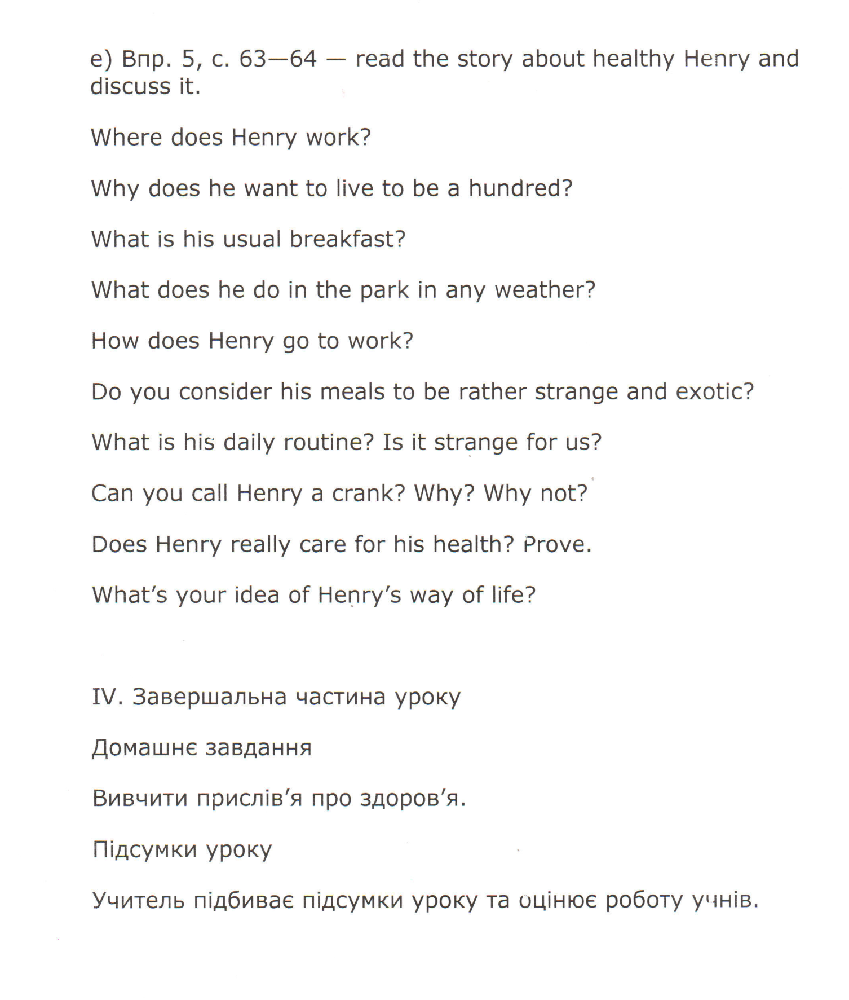 е) Впр. 5, с. 63—64 — read the story about healthy Henry and
discuss it.
Where does Henry work?
Why does he want to live to be a hundred?
What is his usual breakfast?
What does he do in the park in any weather?
How does Henry go to work?
Do you consider his meals to be rather strange and exotic?
What is his daily routine? Is it strange for us?
Can you call Henry a crank? Why? Why not?
Does Henry really care for his health? Prove.
What’s your idea of Henry’s way of life?
IV. Завершальна частина уроку
Домашнє завдання
Вивчити прислів’я про здоров’я.
Підсумки уроку
Учитель підбиває підсумки уроку та оцінює роботу учнів.